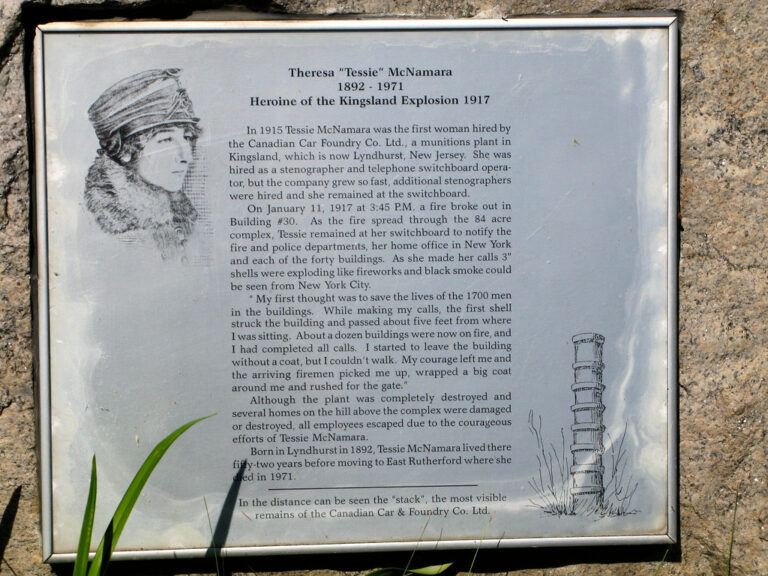 Theresa "Tessie" McNamara
1892 - 1971
Heroine of the Kingsland Explosion 1917
In 1915 Tessie McNamara was the first woman hired by
the Canadian Car Foundry Co. Ltd., a munitions plant in
Kingsland, which is now Lyndhurst, New Jersey. She was
hired as a stenographer and telephone switchboard opera-
tor, but the company grew so fast, additional stenographers
were hired and she remained at the switchboard.
On January 11, 1917 at 3:45 P.M. a fire broke out in
Building #30. As the fire spread through the 84 acre
complex, Tessie remained at her switchboard to notify the
fire and police departments, her home office in New York
and each of the forty buildings. As she made her calls 3"
shells were exploding like fireworks and black smoke could
be seen from New York City.
" My first thought was to save the lives of the 1700 men
in the buildings. While making my calls, the first shell
struck the building and passed about five feet from where
I was sitting. About a dozen buildings were now on fire, and
I had completed all calls. I started to leave the building
without a coat, but I couldn't walk. My courage left me and
the arriving firemen picked me up, wrapped a big coat
around me and rushed for the gate."
Although the plant was completely destroyed and
several homes on the hill above the complex were damaged
or destroyed, all employees escaped due to the courageous
efforts of Tessie McNamara.
Born in Lyndhurst in 1892, Tessie McNamara lived there
fifty-two years before moving to East Rutherford where she
died in 1971.
In the distance can be seen the "stack", the most visible
remains of the Canadian Car & Foundry Co. Ltd.